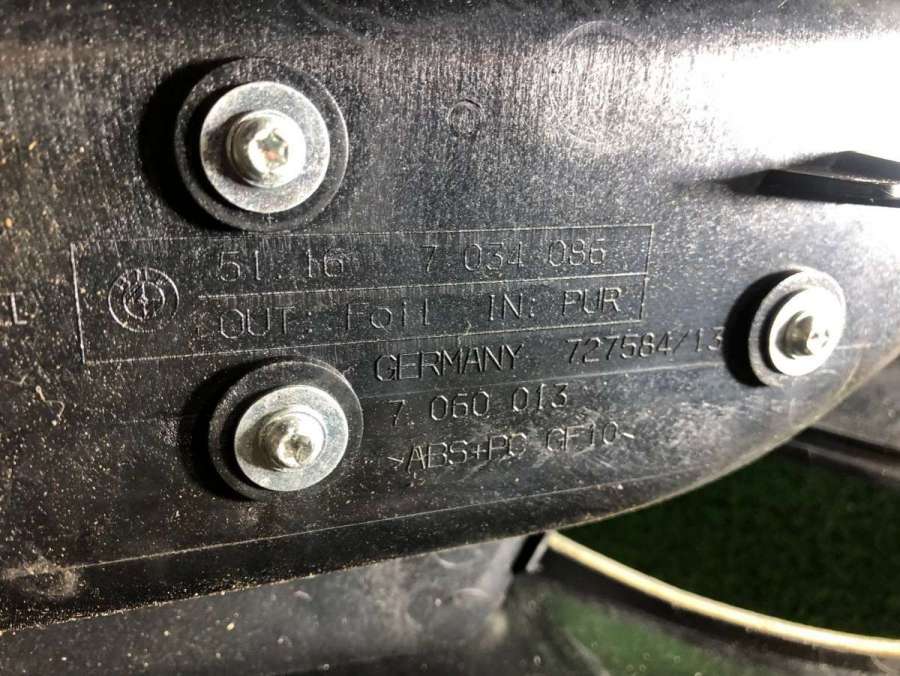 51.16 7 034 086
OUT: Foil IN: PUR
L
GERMANY 727584/13
7 060 013
>ABS+PC GF10<